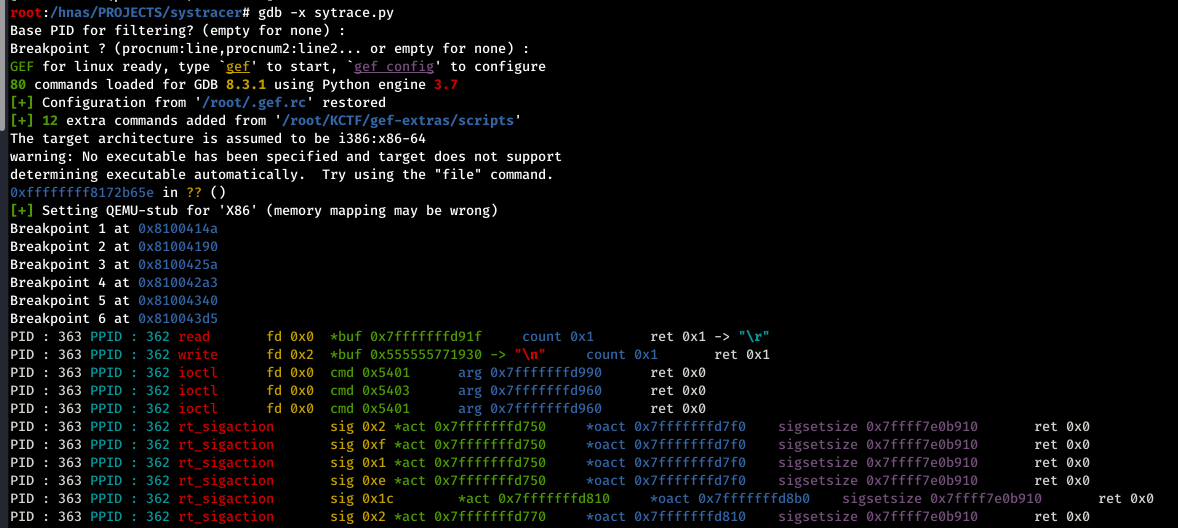 root:/hnas/PROJECTS/systracer# gdb -x sytrace.py
Base PID for filtering? (empty for none) :
Breakpoint ? (procnum:line,procnum2:line2... or empty for none) :
GEF for linux ready, type `gef' to start, `gef config' to configure
80 commands loaded for GDB 8.3.1 using Python engine 3.7
[+] Configuration from '/root/.gef.rc' restored
[+] 12 extra commands added from '/root/KCTF/gef-extras/scripts'
The target architecture is assumed to be i386:x86-64
warning: No executable has been specified and target does not support
determining executable automatically.  Try using the "file" command.
0xffffffff8172b65e in ?? ()
[+] Setting QEMU-stub for 'X86' (memory mapping may be wrong)
Breakpoint 1 at 0x8100414a
Breakpoint 2 at 0x81004190
Breakpoint 3 at 0x8100425a
Breakpoint 4 at 0x810042a3
Breakpoint 5 at 0x81004340
Breakpoint 6 at 0x810043d5
PID : 363 PPID : 362 read fd 0x0 *buf 0x7fffffffd91f count 0x1 ret 0x1 -> "\r"
PID : 363 PPID : 362 write fd 0x2 *buf 0x555555771930 -> "\n" count 0x1 ret 0x1
PID : 363 PPID : 362 ioctl fd 0x0 cmd 0x5401 arg 0x7fffffffd990 ret 0x0
PID : 363 PPID : 362 ioctl fd 0x0 cmd 0x5403 arg 0x7fffffffd960 ret 0x0
PID : 363 PPID : 362 ioctl fd 0x0 cmd 0x5401 arg 0x7fffffffd960 ret 0x0
PID : 363 PPID : 362 rt_sigaction sig 0x2 *act 0x7fffffffd750 *oact 0x7fffffffd7f0 sigsetsize 0x7ffff7e0b910 ret 0x0
PID : 363 PPID : 362 rt_sigaction sig 0xf *act 0x7fffffffd750 *oact 0x7fffffffd7f0 sigsetsize 0x7ffff7e0b910 ret 0x0
PID : 363 PPID : 362 rt_sigaction sig 0x1 *act 0x7fffffffd750 *oact 0x7fffffffd7f0 sigsetsize 0x7ffff7e0b910 ret 0x0
PID : 363 PPID : 362 rt_sigaction sig 0xe *act 0x7fffffffd750 *oact 0x7fffffffd7f0 sigsetsize 0x7ffff7e0b910 ret 0x0
PID : 363 PPID : 362 rt_sigaction sig 0x1c *act 0x7fffffffd810 *oact 0x7fffffffd8b0 sigsetsize 0x7ffff7e0b910 ret 0x0
PID : 363 PPID : 362 rt_sigaction sig 0x2 *act 0x7fffffffd770 *oact 0x7fffffffd810 sigsetsize 0x7ffff7e0b910 ret 0x0